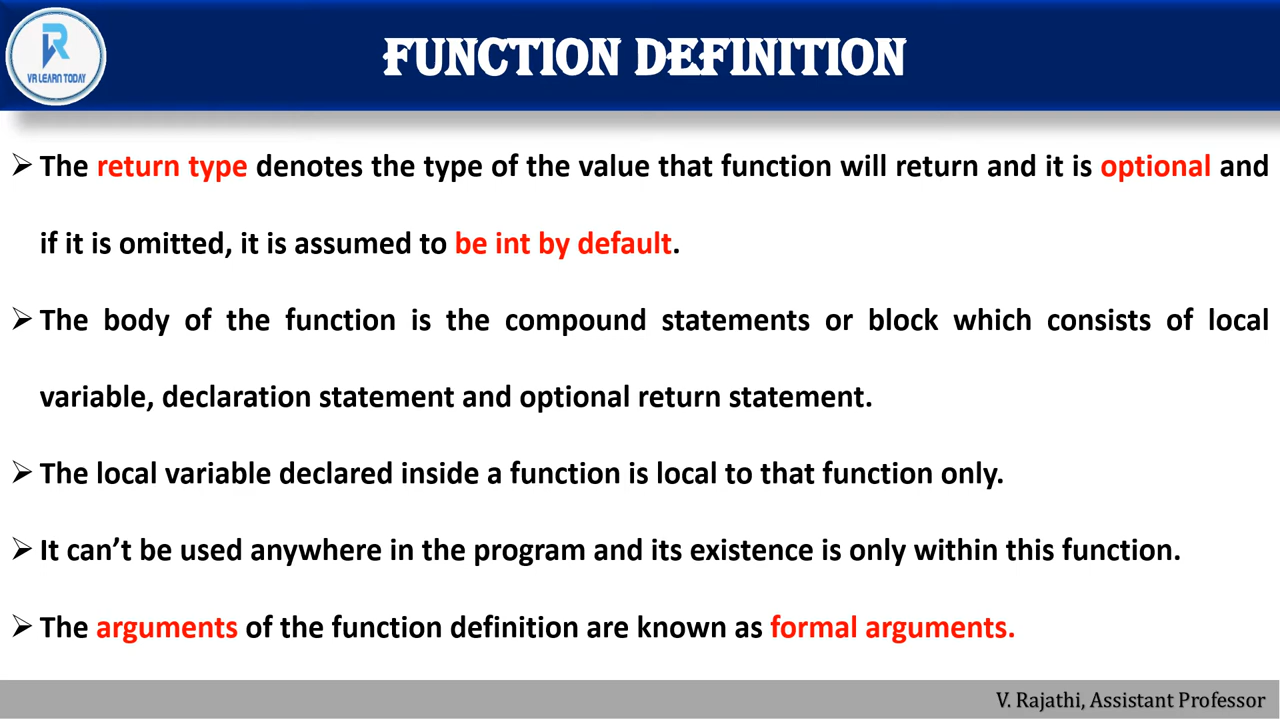 VR LEARN TODAY
FUNCTION DEFINITION
➢ The return type denotes the type of the value that function will return and it is optional and
if it is omitted, it is assumed to be int by default.
➢ The body of the function is the compound statements or block which consists of local
variable, declaration statement and optional return statement.
➢ The local variable declared inside a function is local to that function only.
➢ It can’t be used anywhere in the program and its existence is only within this function.
➢ The arguments of the function definition are known as formal arguments.
V. Rajathi, Assistant Professor